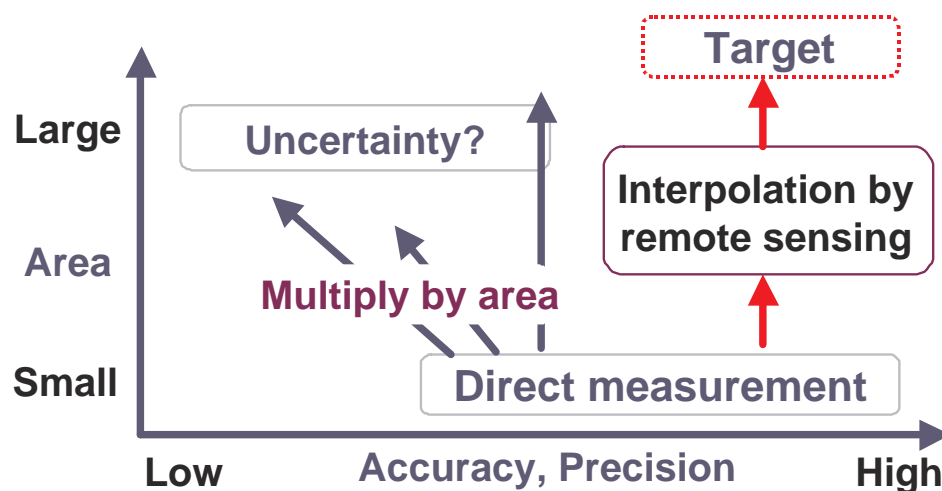 Target
Large
Uncertainty?
Interpolation by
remote sensing
Area
Multiply by area
Small
Direct measurement
Low
Accuracy, Precision
High